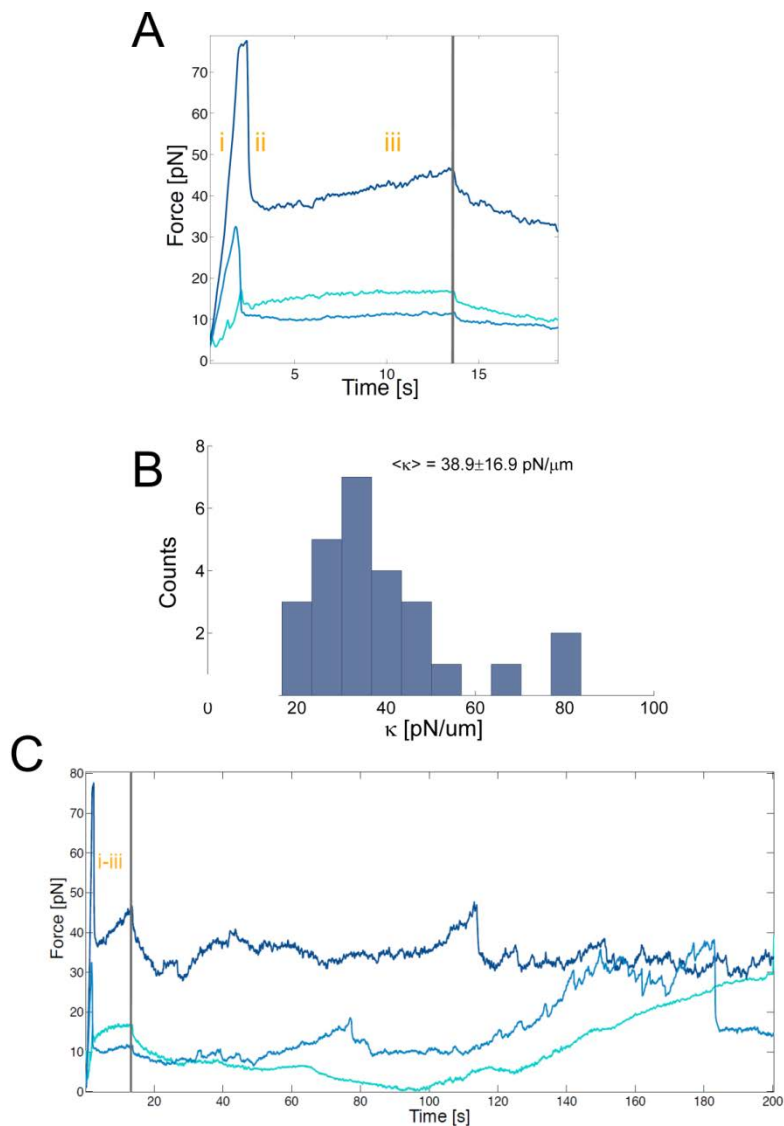 A
70
60
50
40
30
20
10
0
Force [pN]
i ii iii
5 10 15
Time [s]
B
<κ> = 38.9±16.9 pN/μm
8
6
4
2
Counts
0 20 40 60 80 100
κ [pN/um]
C
80
70
60
50
40
30
20
10
0
Force [pN]
i-iii
20 40 60 80 100 120 140 160 180 200
Time [s]